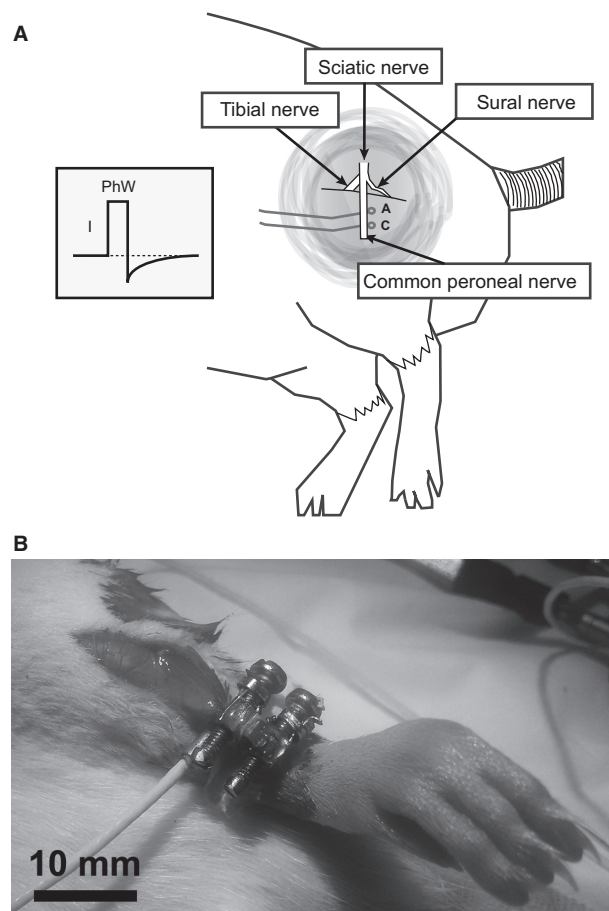 A
Sciatic nerve
Tibial nerve
Sural nerve
PhW
I
A
C
Common peroneal nerve
B
10 mm